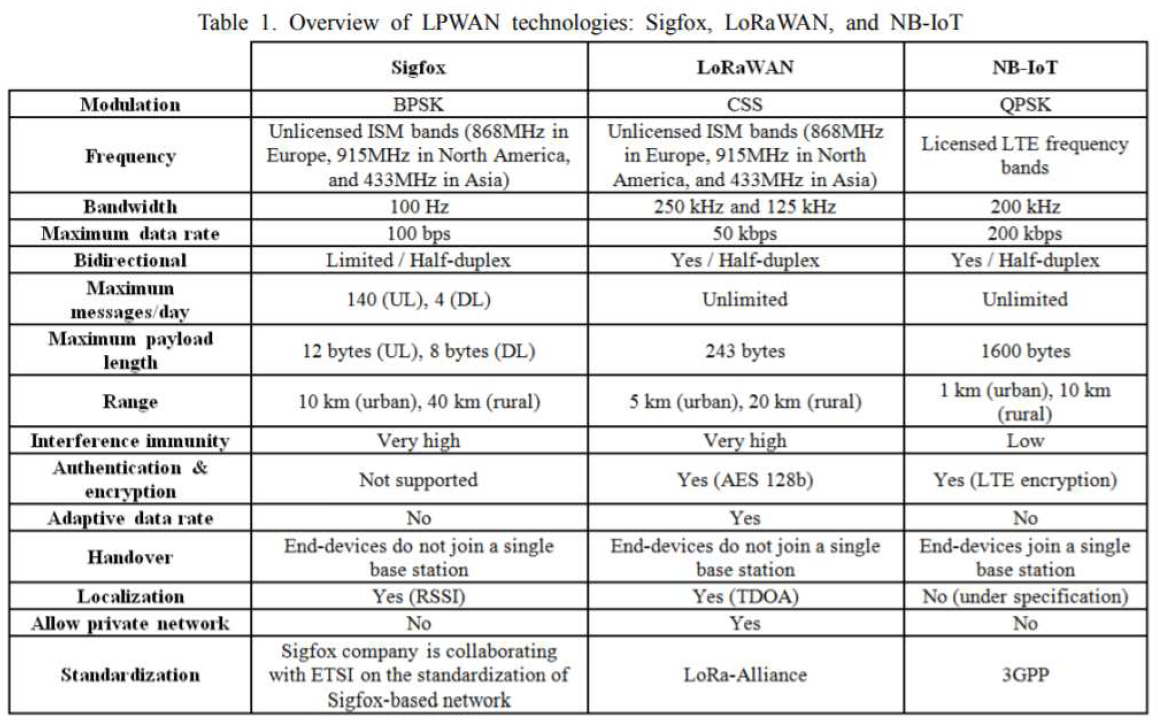 Table 1. Overview of LPWAN technologies: Sigfox, LoRaWAN, and NB-IoT
Sigfox LoRaWAN NB-IoT
Modulation BPSK CSS QPSK
Frequency
Unlicensed ISM bands (868MHz in
Europe, 915MHz in North America,
and 433MHz in Asia)
Unlicensed ISM bands (868MHz
in Europe, 915MHz in North
America, and 433MHz in Asia)
Licensed LTE frequency
bands
Bandwidth 100 Hz 250 kHz and 125 kHz 200 kHz
Maximum data rate 100 bps 50 kbps 200 kbps
Bidirectional Limited / Half-duplex Yes / Half-duplex Yes / Half-duplex
Maximum
messages/day
140 (UL), 4 (DL) Unlimited Unlimited
Maximum payload
length
12 bytes (UL), 8 bytes (DL) 243 bytes 1600 bytes
Range 10 km (urban), 40 km (rural) 5 km (urban), 20 km (rural)
1 km (urban), 10 km
(rural)
Interference immunity Very high Very high Low
Authentication &
encryption
Not supported Yes (AES 128b) Yes (LTE encryption)
Adaptive data rate No Yes No
Handover
End-devices do not join a single
base station
End-devices do not join a single
base station
End-devices join a single
base station
Localization Yes (RSSI) Yes (TDOA) No (under specification)
Allow private network No Yes No
Standardization
Sigfox company is collaborating
with ETSI on the standardization of
Sigfox-based network
LoRa-Alliance 3GPP